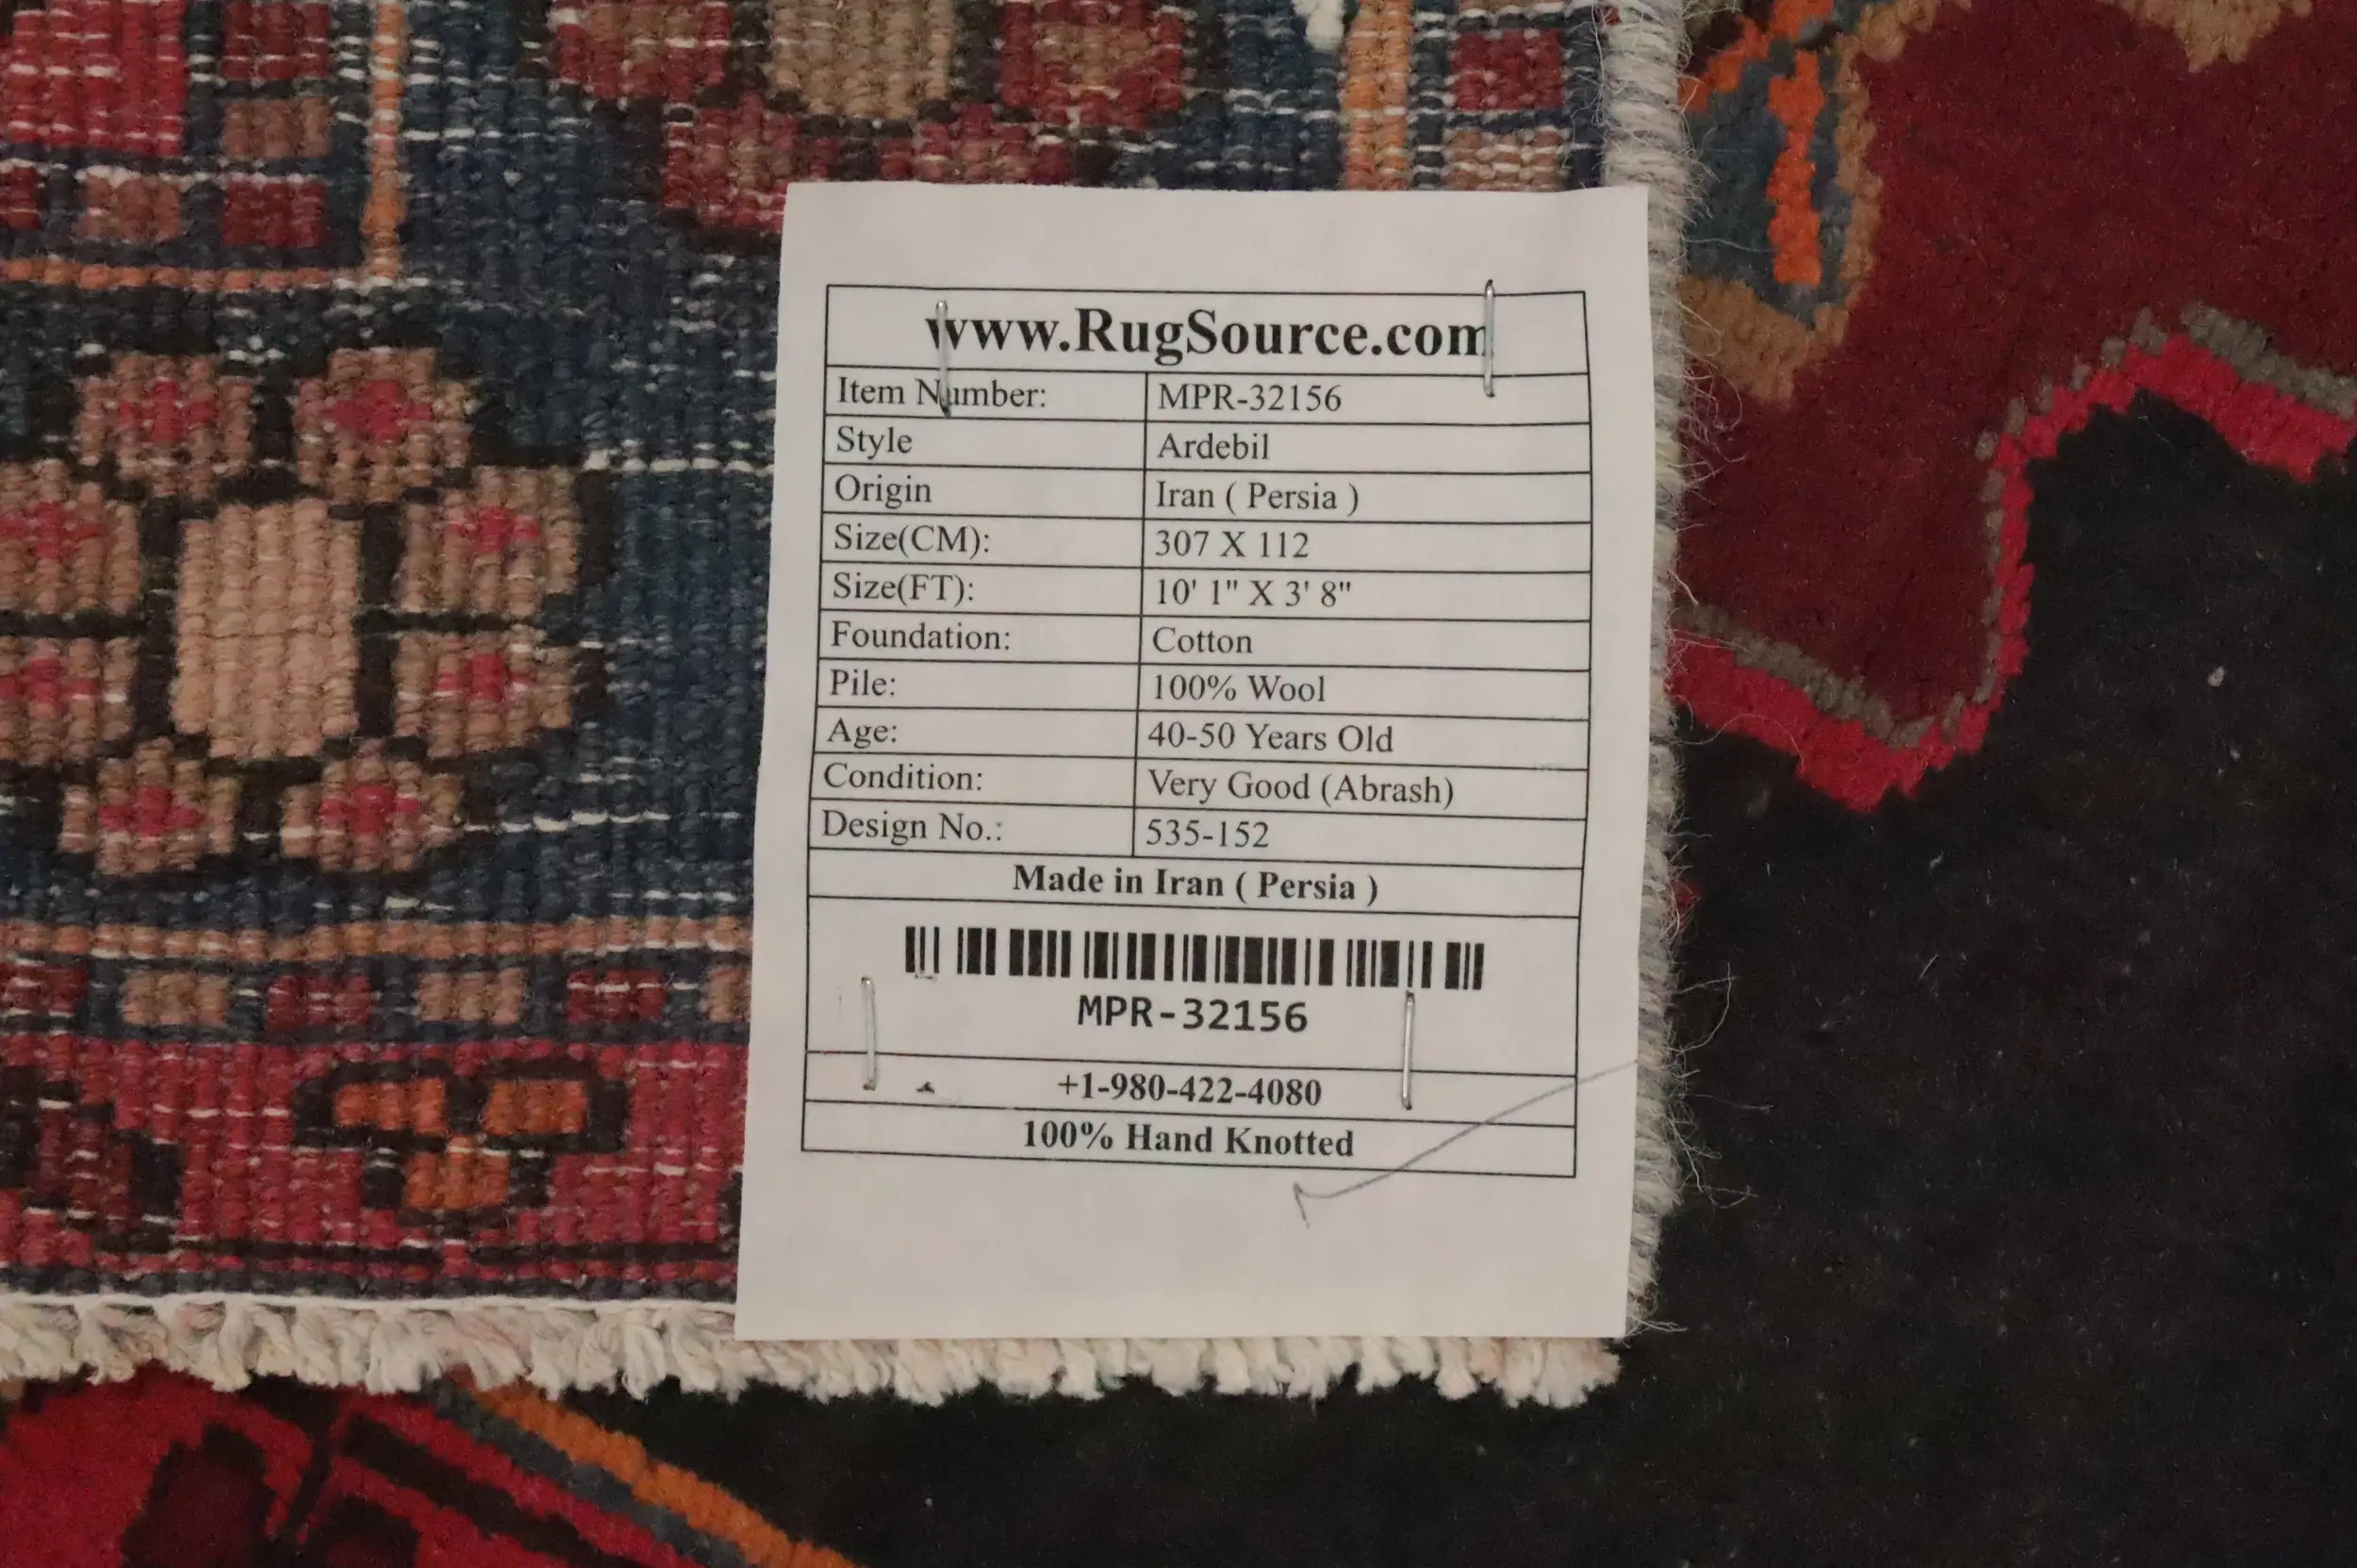 www.RugSource.com
Item Number: MPR-32156
Style Ardebil
Origin Iran ( Persia )
Size(CM): 307 X 112
Size(FT): 10' 1" X 3' 8"
Foundation: Cotton
Pile: 100% Wool
Age: 40-50 Years Old
Condition: Very Good (Abrash)
Design No.: 535-152
Made in Iran ( Persia )
MPR-32156
+1-980-422-4080
100% Hand Knotted